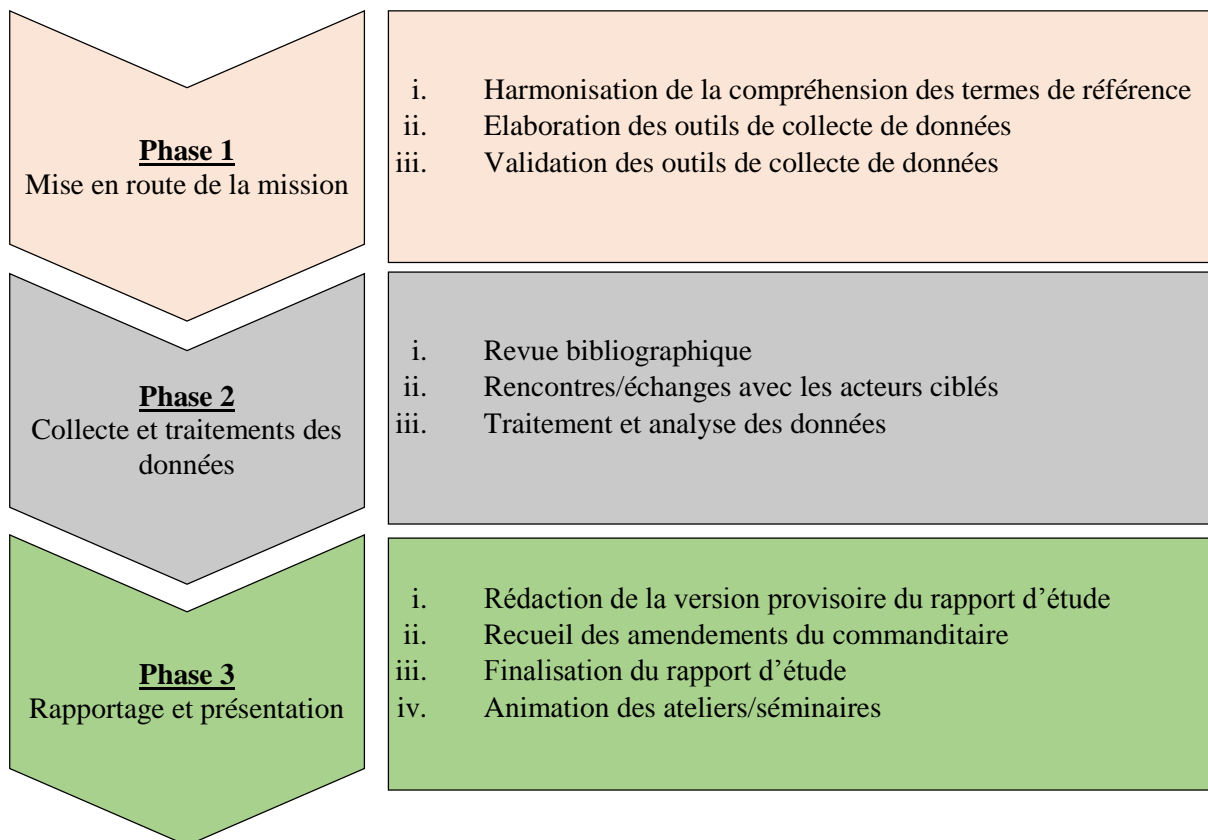 Phase 1
Mise en route de la mission
i. Harmonisation de la compréhension des termes de référence
ii. Elaboration des outils de collecte de données
iii. Validation des outils de collecte de données
Phase 2
Collecte et traitements des
données
i. Revue bibliographique
ii. Rencontres/échanges avec les acteurs ciblés
iii. Traitement et analyse des données
Phase 3
Rapportage et présentation
i. Rédaction de la version provisoire du rapport d’étude
ii. Recueil des amendements du commanditaire
iii. Finalisation du rapport d’étude
iv. Animation des ateliers/séminaires